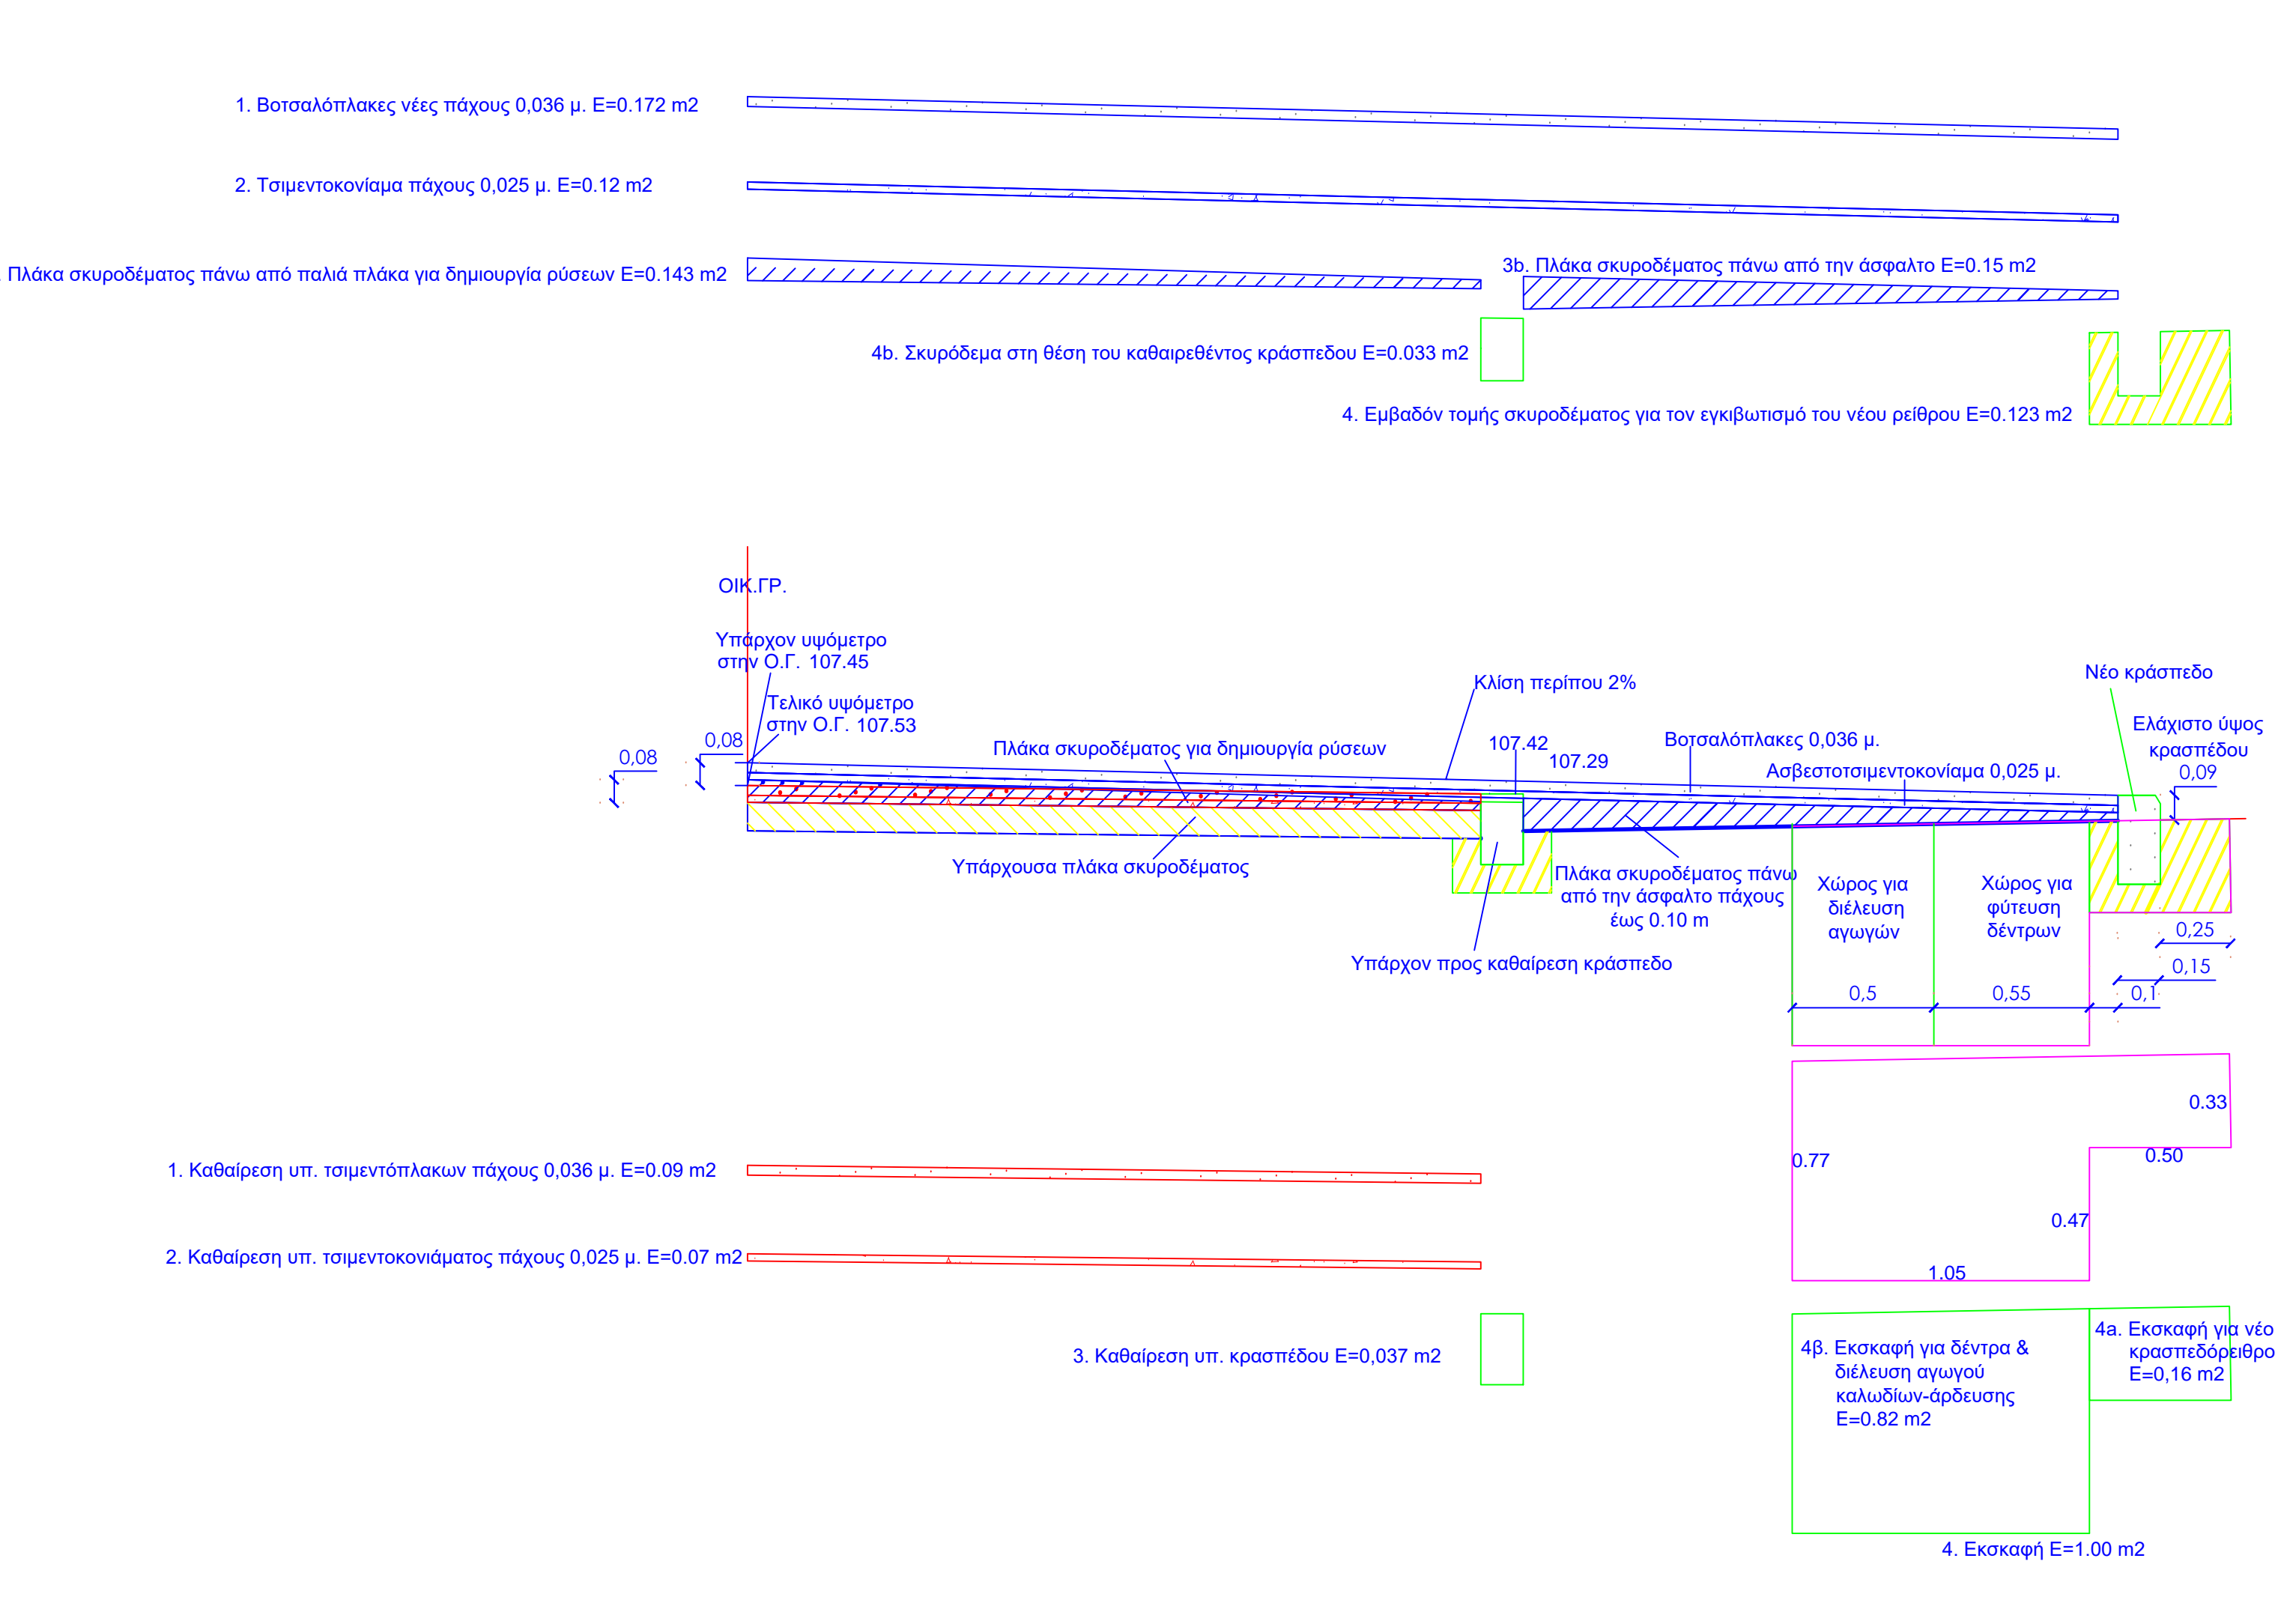 1. Βοτσαλόπλακες νέες πάχους 0,036 μ. Ε=0.172 m2
2. Τσιμεντοκονίαμα πάχους 0,025 μ. Ε=0.12 m2
. Πλάκα σκυροδέματος πάνω από παλιά πλάκα για δημιουργία ρύσεων Ε=0.143 m2
3b. Πλάκα σκυροδέματος πάνω από την άσφαλτο Ε=0.15 m2
4b. Σκυρόδεμα στη θέση του καθαιρεθέντος κράσπεδου Ε=0.033 m2
4. Εμβαδόν τομής σκυροδέματος για τον εγκιβωτισμό του νέου ρείθρου Ε=0.123 m2
ΟΙΚ.ΓΡ.
Υπάρχον υψόμετρο
στην Ο.Γ. 107.45
Τελικό υψόμετρο
στην Ο.Γ. 107.53
0,08
0,08
Πλάκα σκυροδέματος για δημιουργία ρύσεων
Κλίση περίπου 2%
107.42
107.29
Βοτσαλόπλακες 0,036 μ.
Ασβεστοτσιμεντοκονίαμα 0,025 μ.
Νέο κράσπεδο
Ελάχιστο ύψος
κρασπέδου
0,09
Υπάρχουσα πλάκα σκυροδέματος
Πλάκα σκυροδέματος πάνω
από την άσφαλτο πάχους
έως 0.10 m
Υπάρχον προς καθαίρεση κράσπεδο
Χώρος για
διέλευση
αγωγών
Χώρος για
φύτευση
δέντρων
0,25
0,15
0,5
0,55
0,1
0.33
0.77
0.50
0.47
1.05
1. Καθαίρεση υπ. τσιμεντόπλακων πάχους 0,036 μ. Ε=0.09 m2
2. Καθαίρεση υπ. τσιμεντοκονιάματος πάχους 0,025 μ. Ε=0.07 m2
3. Καθαίρεση υπ. κρασπέδου Ε=0,037 m2
4β. Εκσκαφή για δέντρα &
διέλευση αγωγού
καλωδίων-άρδευσης
Ε=0.82 m2
4a. Εκσκαφή για νέο
κρασπεδόρειθρο
Ε=0,16 m2
4. Εκσκαφή Ε=1.00 m2